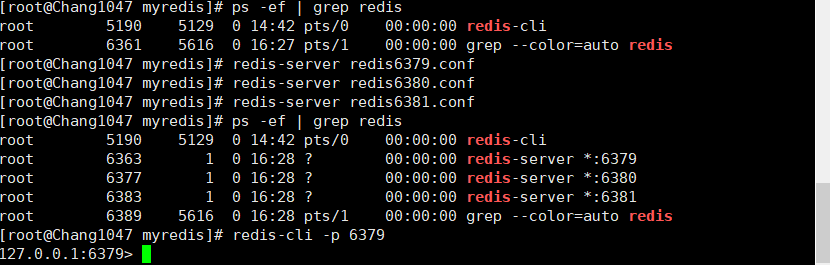 [root@Chang1047 myredis]# ps -ef | grep redis
root        5190    5129  0 14:42 pts/0    00:00:00 redis-cli
root        6361    5616  0 16:27 pts/1    00:00:00 grep --color=auto redis
[root@Chang1047 myredis]# redis-server redis6379.conf
[root@Chang1047 myredis]# redis-server redis6380.conf
[root@Chang1047 myredis]# redis-server redis6381.conf
[root@Chang1047 myredis]# ps -ef | grep redis
root        5190    5129  0 14:42 pts/0    00:00:00 redis-cli
root        6363       1  0 16:28 ?        00:00:00 redis-server *:6379
root        6377       1  0 16:28 ?        00:00:00 redis-server *:6380
root        6383       1  0 16:28 ?        00:00:00 redis-server *:6381
root        6389    5616  0 16:28 pts/1    00:00:00 grep --color=auto redis
[root@Chang1047 myredis]# redis-cli -p 6379
127.0.0.1:6379>